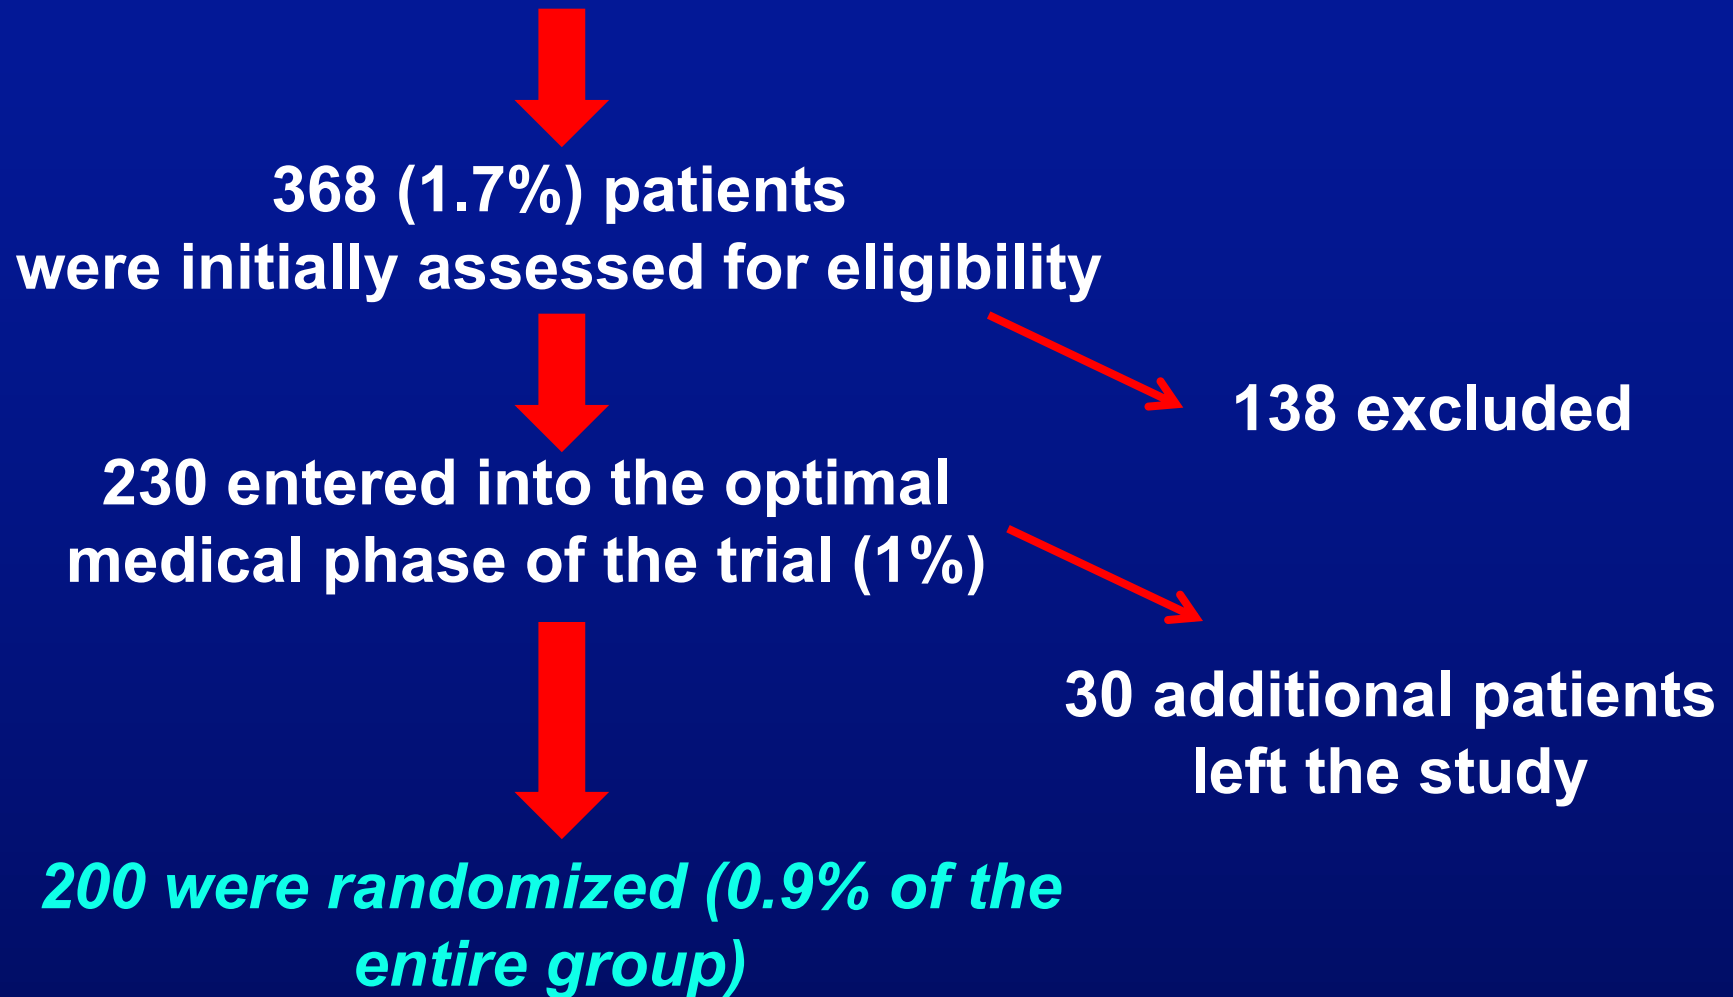 368 (1.7%) patients
were initially assessed for eligibility
138 excluded
230 entered into the optimal
medical phase of the trial (1%)
30 additional patients
left the study
200 were randomized (0.9% of the
entire group)